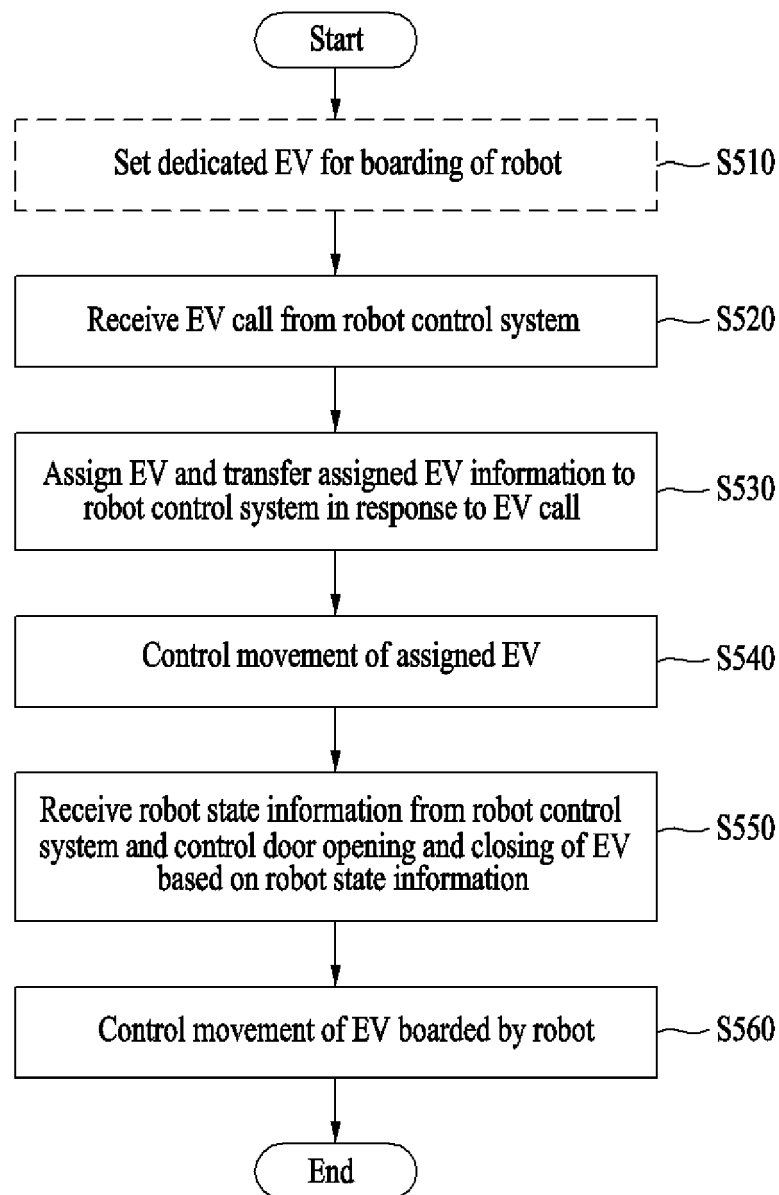 Start
Set dedicated EV for boarding of robot
S510
Receive EV call from robot control system
S520
Assign EV and transfer assigned EV information to
robot control system in response to EV call
S530
Control movement of assigned EV
S540
Receive robot state information from robot control
system and control door opening and closing of EV
based on robot state information
S550
Control movement of EV boarded by robot
S560
End